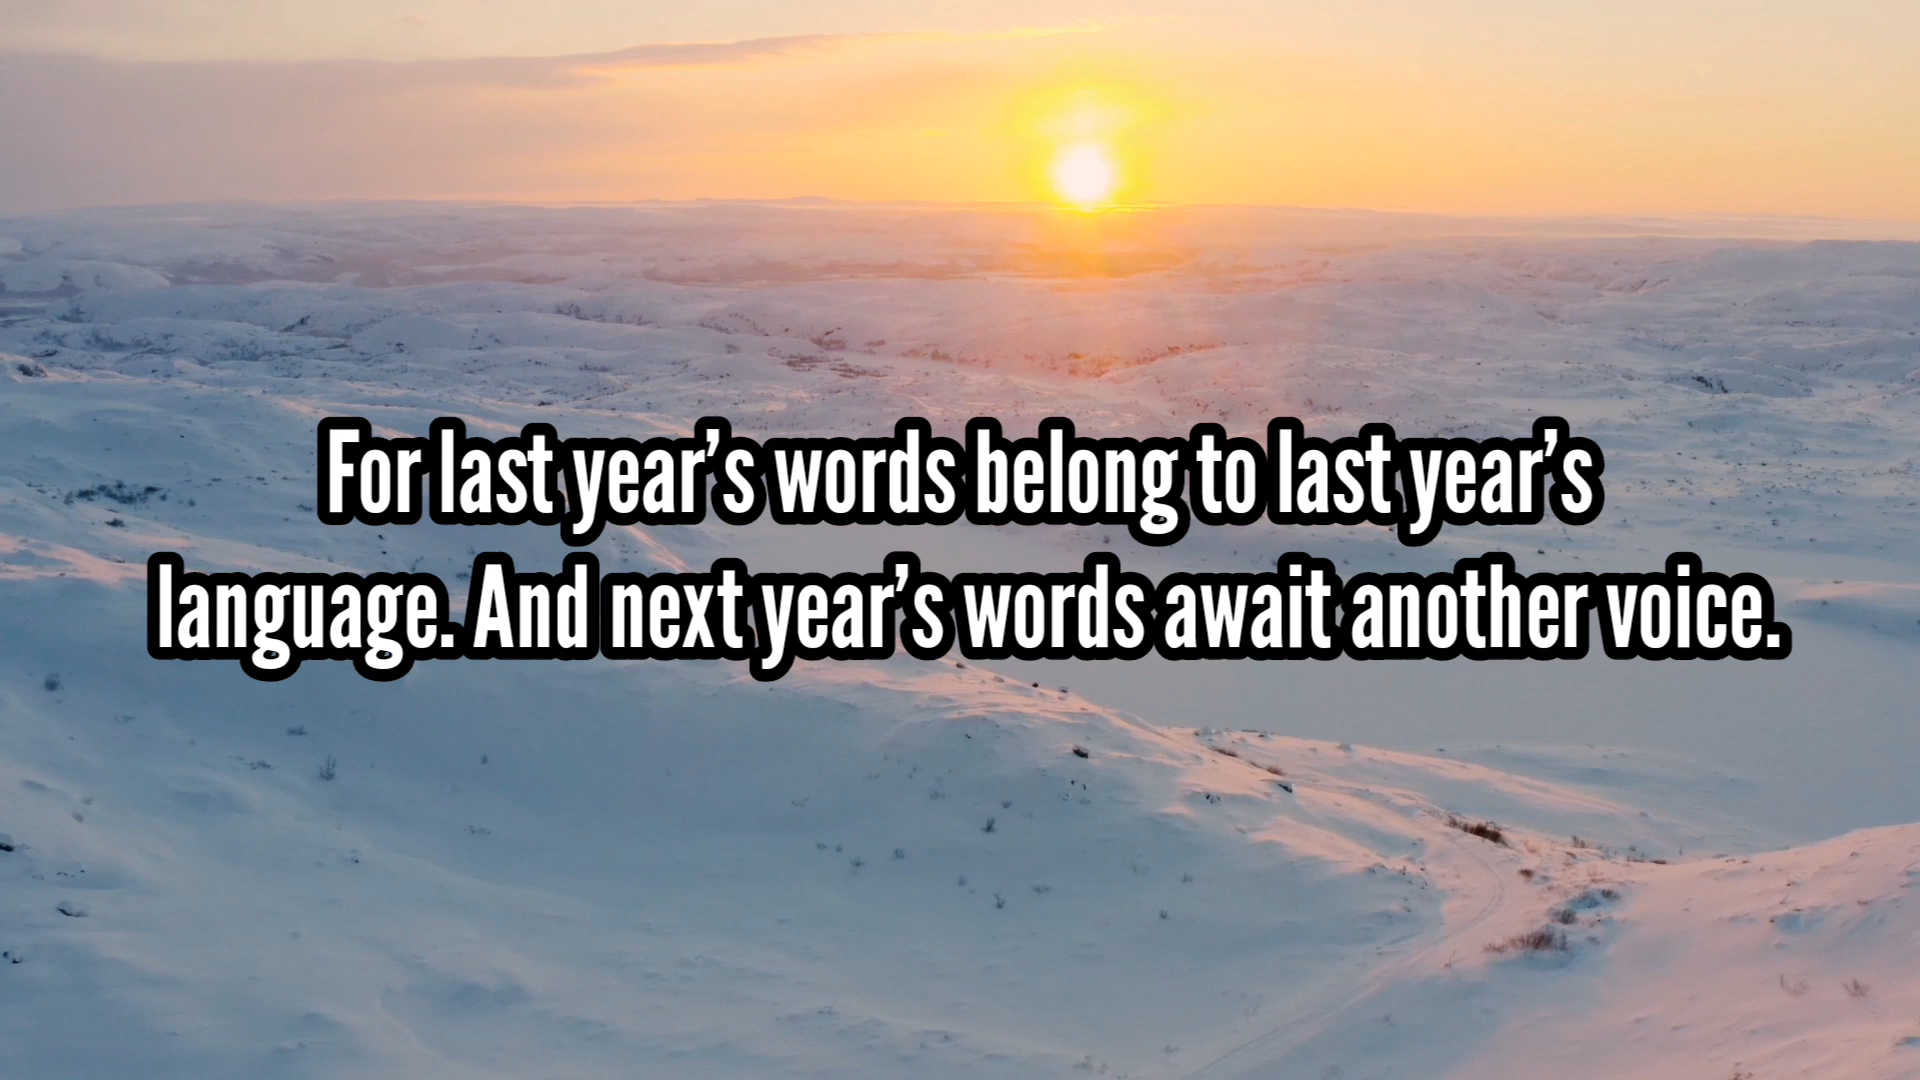 For last year’s words belong to last year’s
language. And next year’s words await another voice.